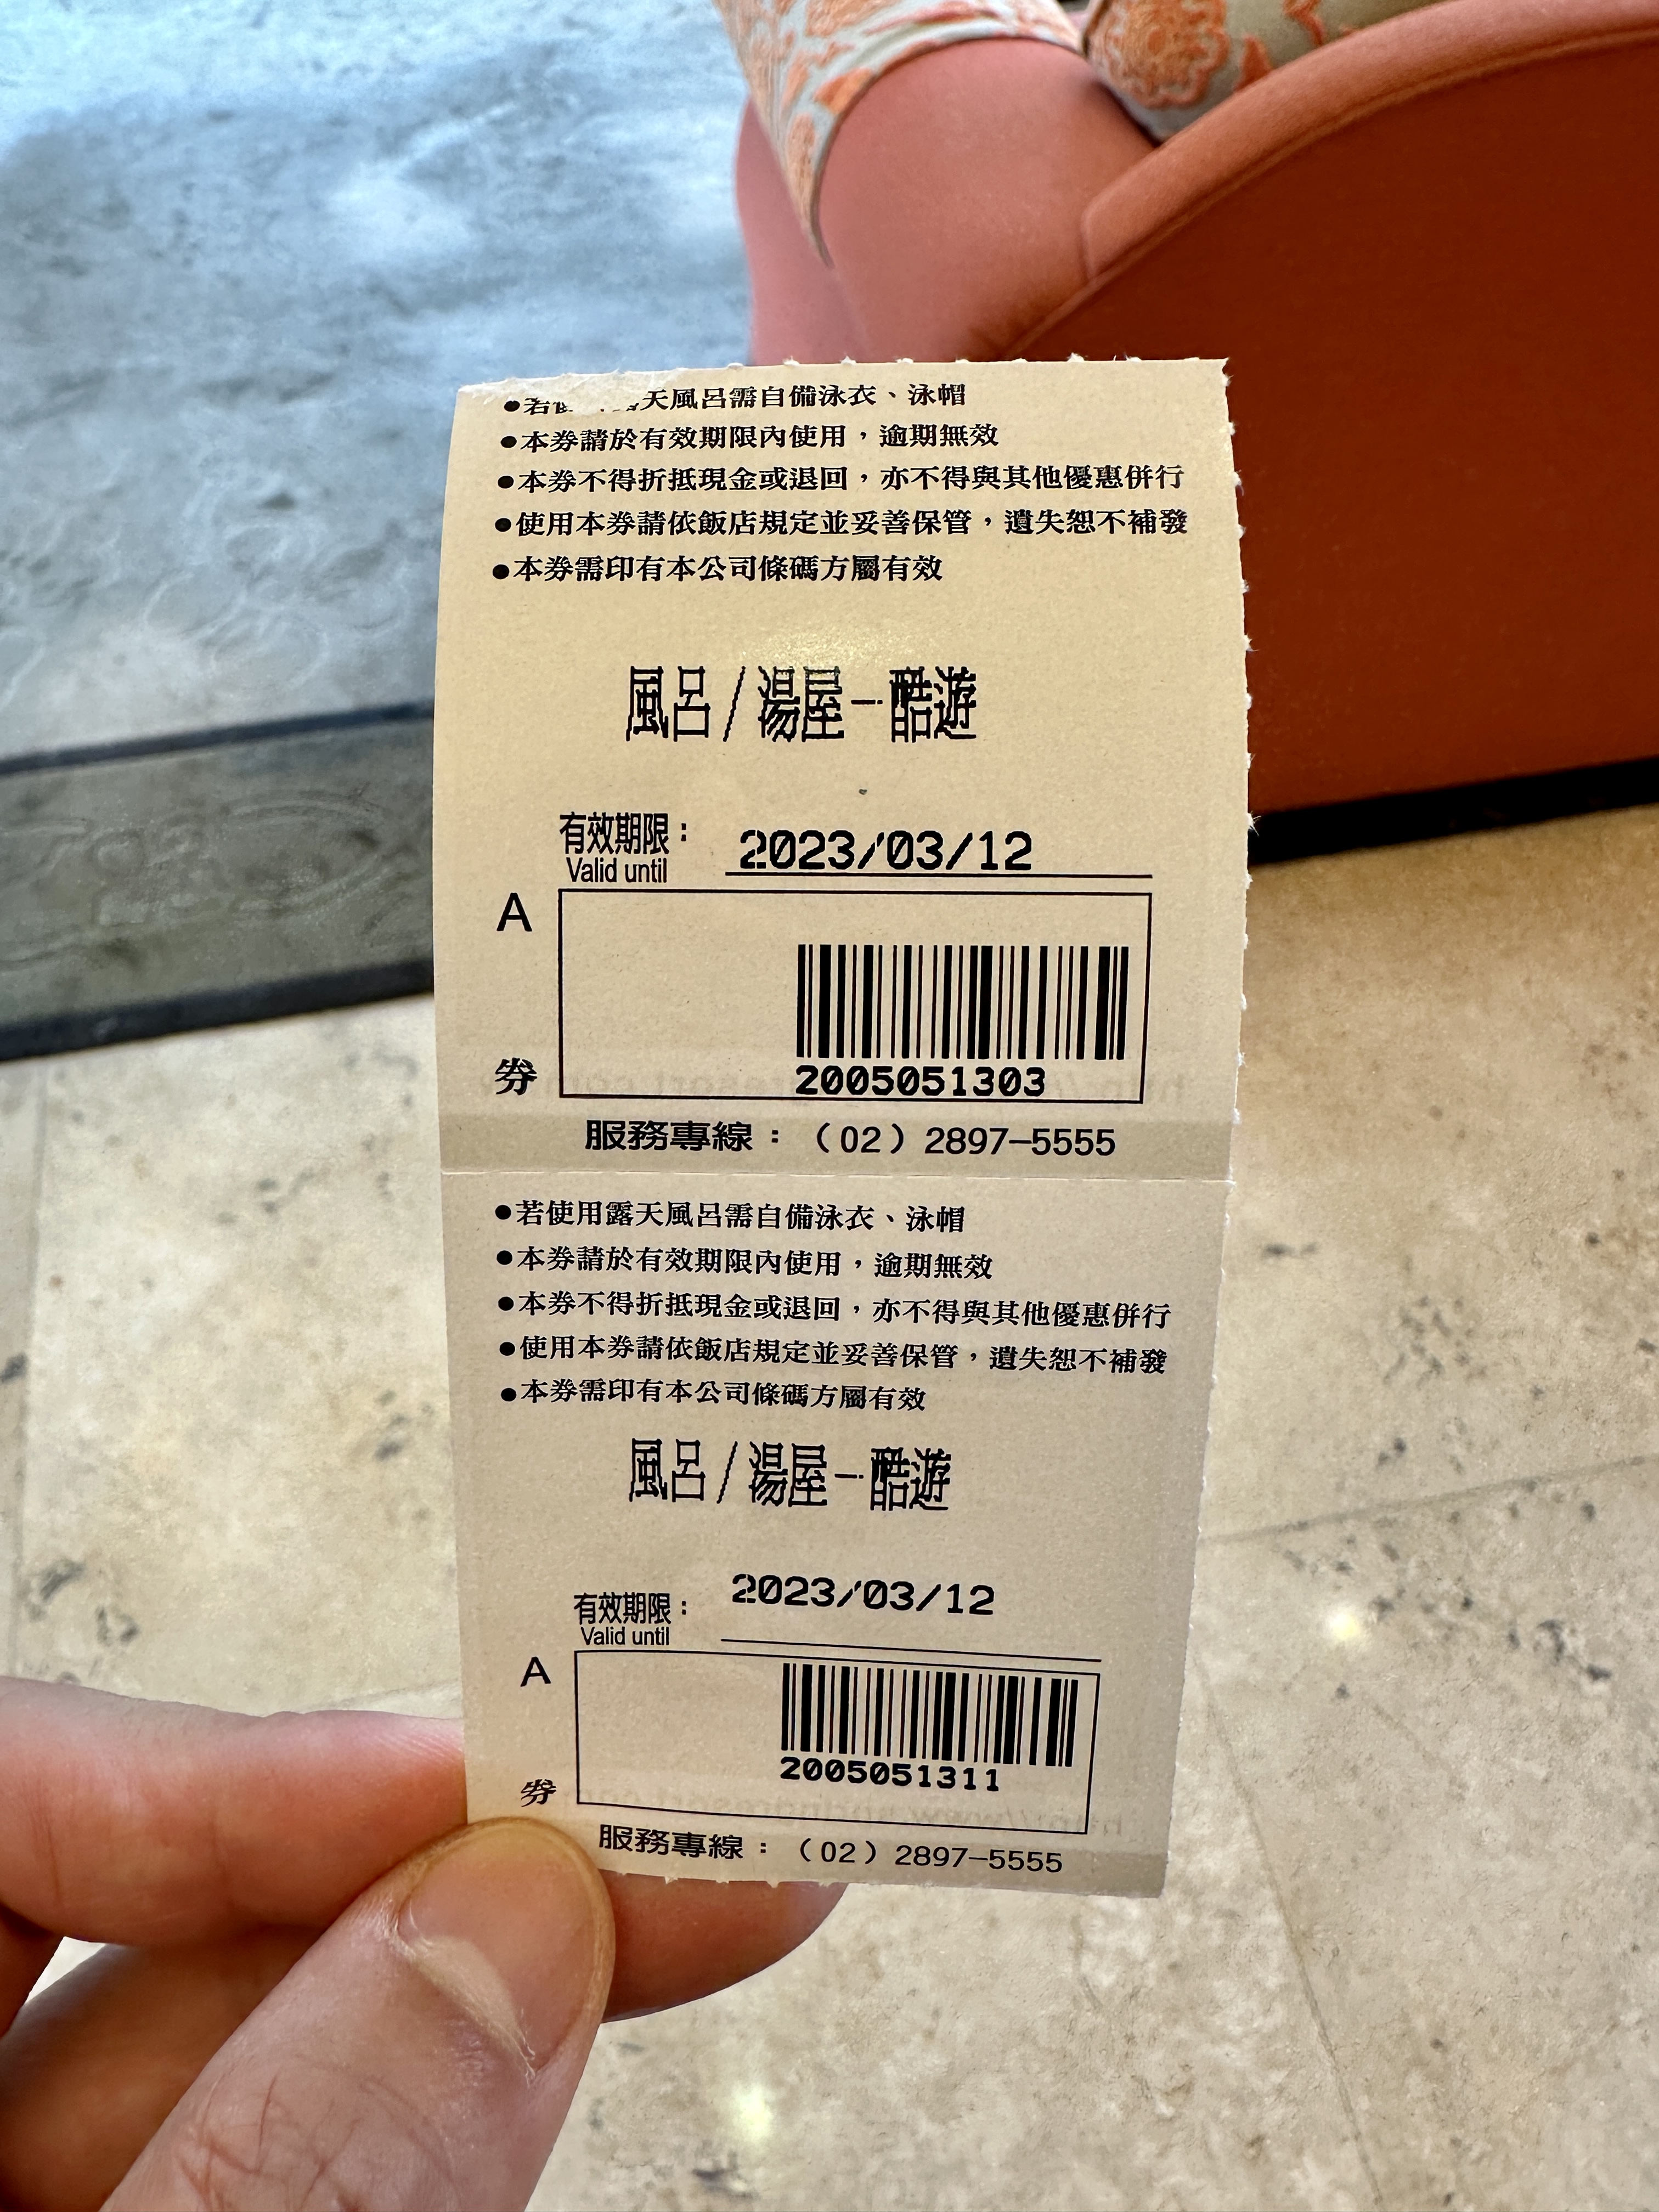 ●若使用露天風呂需自備泳衣、泳帽
●本券請於有效期限內使用，逾期無效
●本券不得折抵現金或退回，亦不得與其他優惠併行
●使用本券請依飯店規定並妥善保管，遺失恕不補發
●本券需印有本公司條碼方屬有效
風呂/湯屋-酷遊
有效期限：
Valid until
2023/03/12
A
券
2005051303
服務專線：（02）2897-5555
●若使用露天風呂需自備泳衣、泳帽
●本券請於有效期限內使用，逾期無效
●本券不得折抵現金或退回，亦不得與其他優惠併行
●使用本券請依飯店規定並妥善保管，遺失恕不補發
●本券需印有本公司條碼方屬有效
風呂/湯屋-酷遊
有效期限：
Valid until
2023/03/12
A
券
2005051311
服務專線：（02）2897-5555